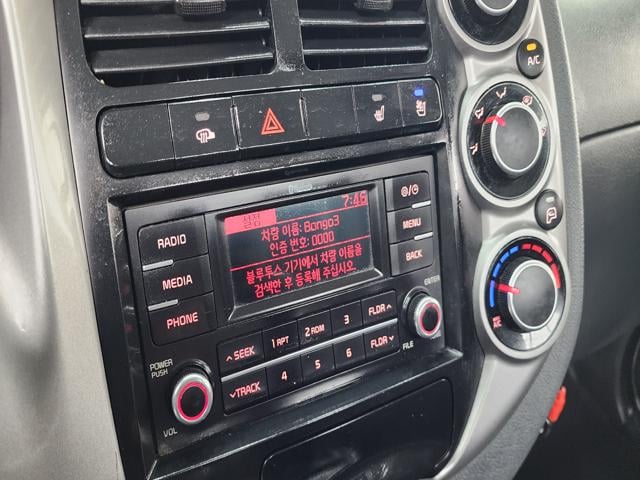 A/C
설정 7:46
차량 이름: Bongo3
인증 번호: 0000
블루투스 기기에서 차량 이름을
검색한 후 등록해 주십시오.
RADIO
MEDIA
PHONE
MENU
BACK
POWER
PUSH
VOL
∧ SEEK
∨ TRACK
1 RPT
2 RDM
3
FLDR ∧
4
5
6
FLDR ∨
ENTER
FILE